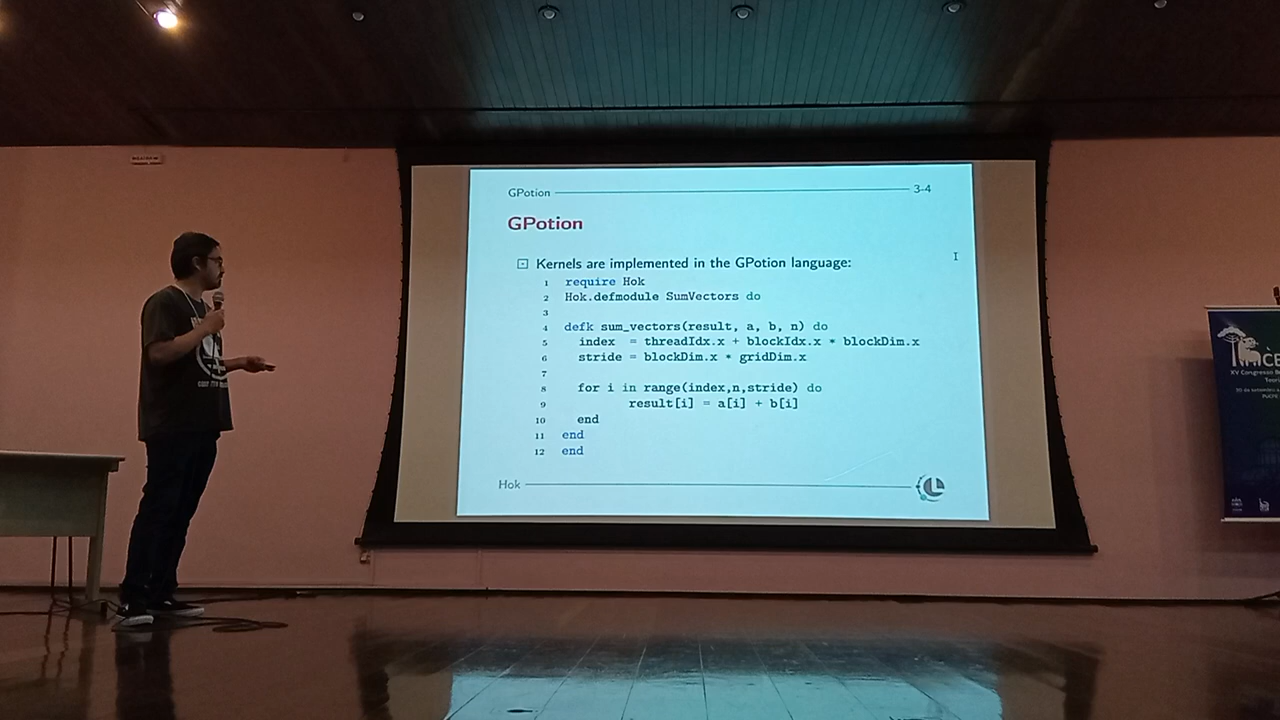 GPotion 3-4
GPotion
Kernels are implemented in the GPotion language:
1 require Hok
2 Hok.defmodule SumVectors do
3
4 defk sum_vectors(result, a, b, n) do
5 index = threadIdx.x + blockIdx.x * blockDim.x
6 stride = blockDim.x * gridDim.x
7
8 for i in range(index,n,stride) do
9 result[i] = a[i] + b[i]
10 end
11 end
12 end
Hok
XV Congresso